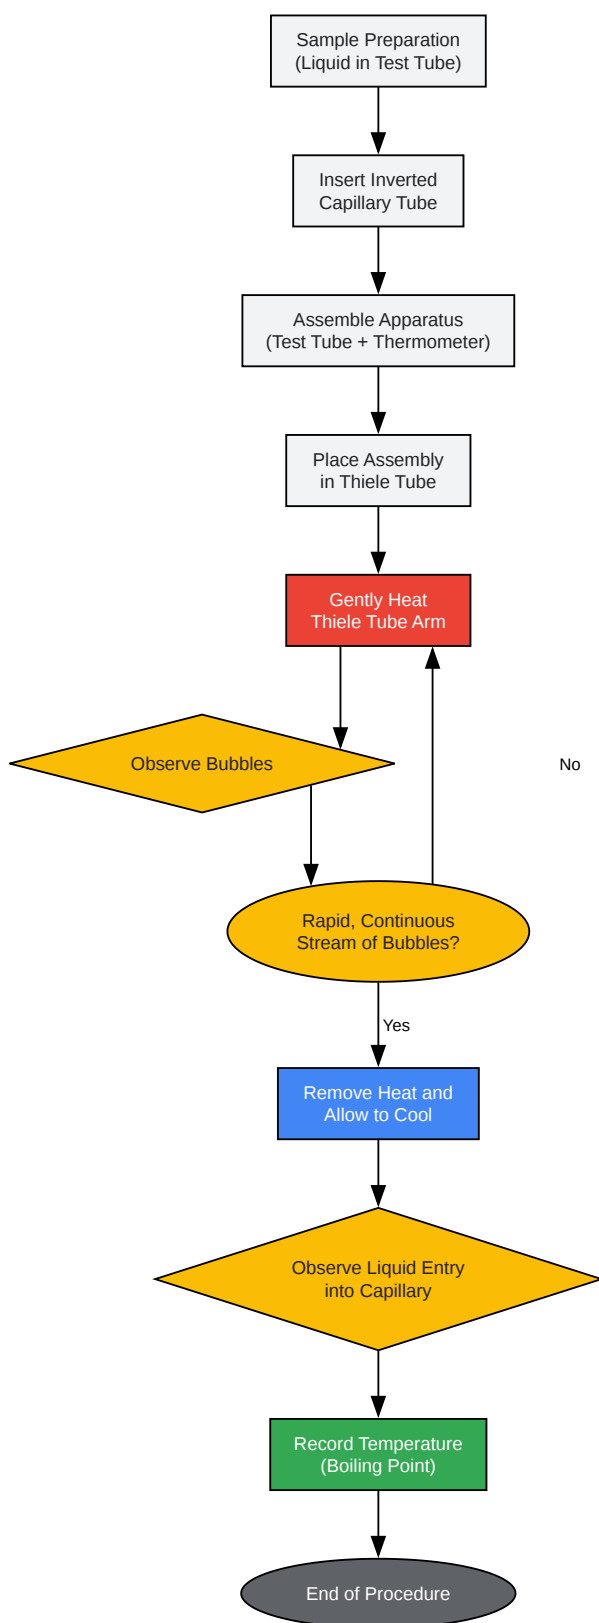 Sample Preparation
(Liquid in Test Tube)
Insert Inverted
Capillary Tube
Assemble Apparatus
(Test Tube + Thermometer)
Place Assembly
in Thiele Tube
Gently Heat
Thiele Tube Arm
Observe Bubbles
No
Rapid, Continuous
Stream of Bubbles?
Yes
Remove Heat and
Allow to Cool
Observe Liquid Entry
into Capillary
Record Temperature
(Boiling Point)
End of Procedure